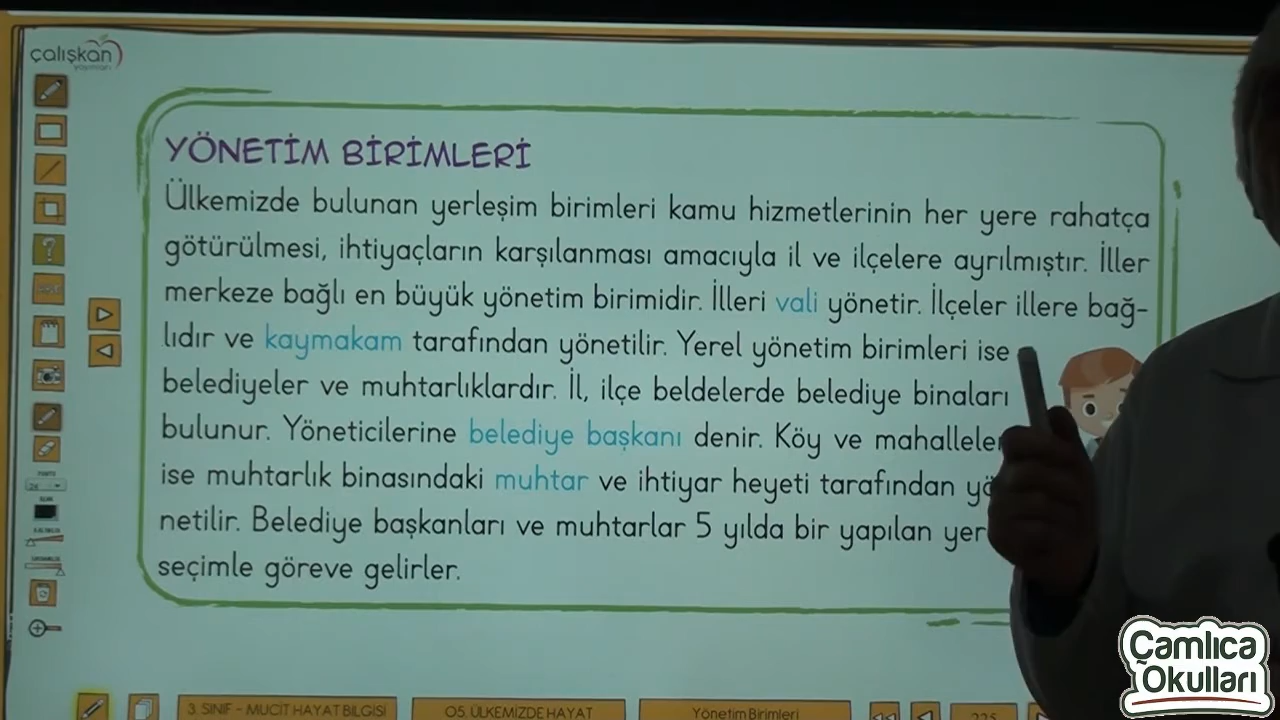 çalışkan
yayınları
YÖNETİM BİRİMLERİ
Ülkemizde bulunan yerleşim birimleri kamu hizmetlerinin her yere rahatça
götürülmesi, ihtiyaçların karşılanması amacıyla il ve ilçelere ayrılmıştır. İller
merkeze bağlı en büyük yönetim birimidir. İlleri vali yönetir. İlçeler illere bağ-
lıdır ve kaymakam tarafından yönetilir. Yerel yönetim birimleri ise
belediyeler ve muhtarlıklardır. İl, ilçe beldelerde belediye binaları
bulunur. Yöneticilerine belediye başkanı denir. Köy ve mahalleler
ise muhtarlık binasındaki muhtar ve ihtiyar heyeti tarafından yö
netilir. Belediye başkanları ve muhtarlar 5 yılda bir yapılan yer
seçimle göreve gelirler.
3. SINIF - MUCİT HAYAT BİLGİSİ
05. ÜLKEMİZDE HAYAT
Yönetim Birimleri
225
Çamlıca
Okulları